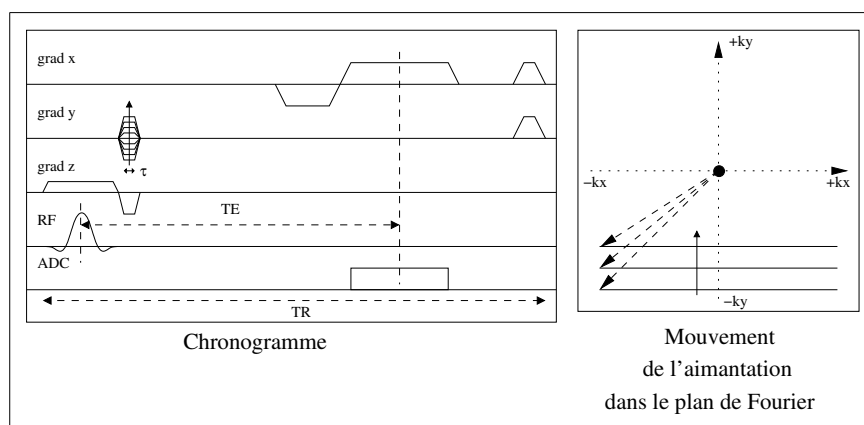 grad x
grad y
grad z
τ
RF
TE
ADC
TR
Chronogramme
+ky
−kx
+kx
−ky
Mouvement
de l'aimantation
dans le plan de Fourier